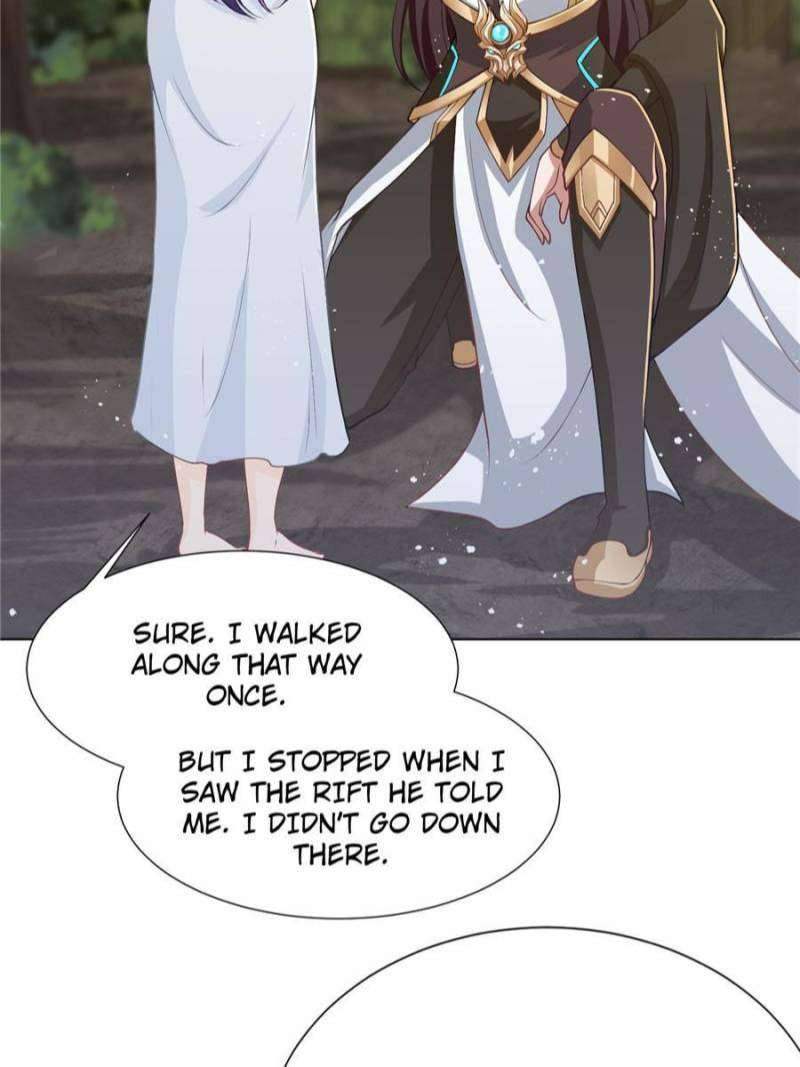 SURE. I WALKED
ALONG THAT WAY
ONCE.
BUT I STOPPED WHEN I
SAW THE RIFT HE TOLD
ME. I DIDN'T GO DOWN
THERE.